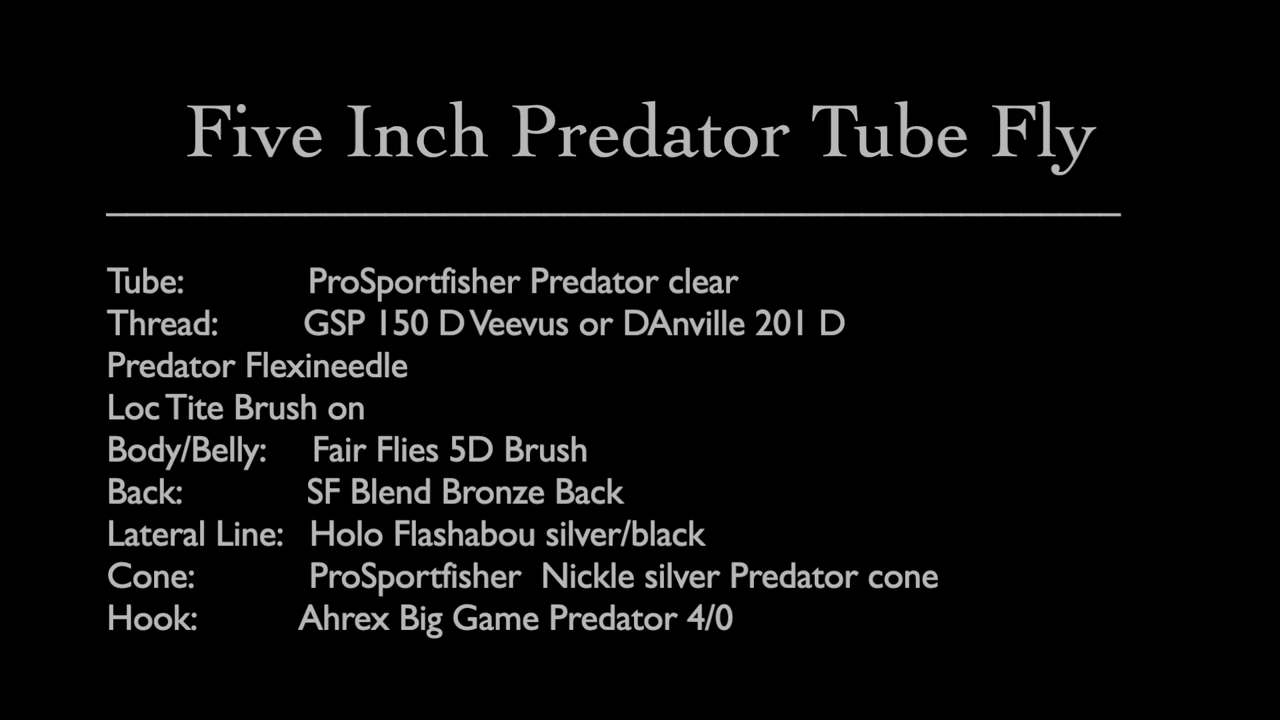 Five Inch Predator Tube Fly
Tube: ProSportfisher Predator clear
Thread: GSP 150 D Veevus or DAnville 201 D
Predator Flexineedle
Loc Tite Brush on
Body/Belly: Fair Flies 5D Brush
Back: SF Blend Bronze Back
Lateral Line: Holo Flashabou silver/black
Cone: ProSportfisher Nickle silver Predator cone
Hook: Ahrex Big Game Predator 4/0